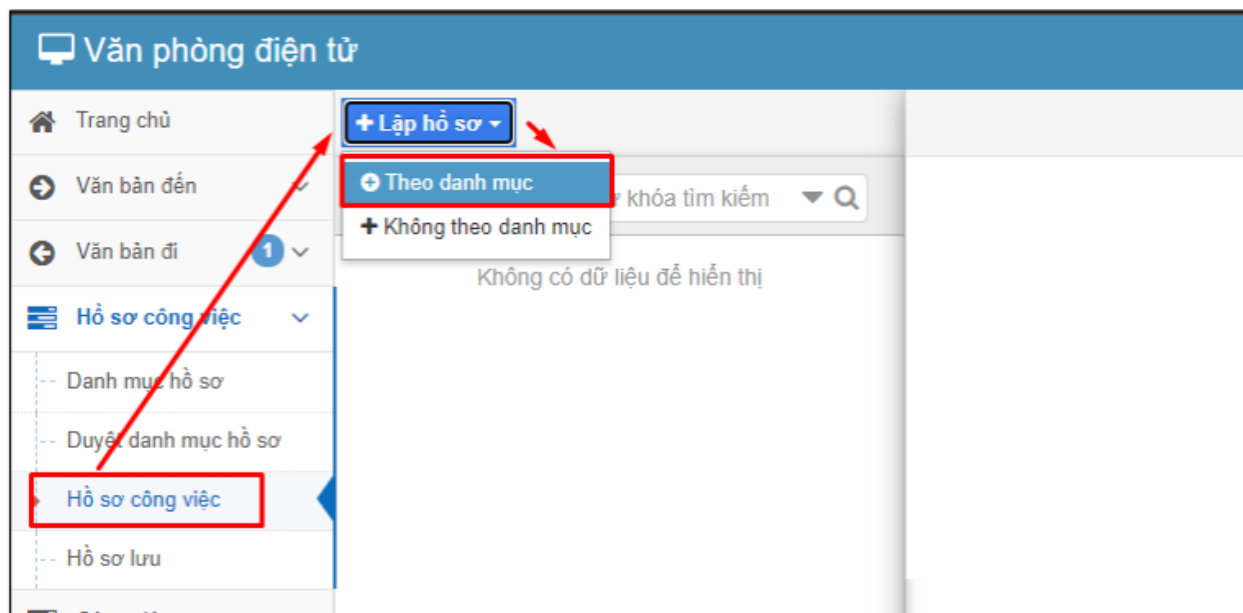 Văn phòng điện tử
Trang chủ
+ Lập hồ sơ
Văn bản đến
Theo danh mục
khóa tìm kiếm
+ Không theo danh mục
Văn bản đi
1
Không có dữ liệu để hiển thị
Hồ sơ công việc
Danh mục hồ sơ
Duyệt danh mục hồ sơ
Hồ sơ công việc
Hồ sơ lưu